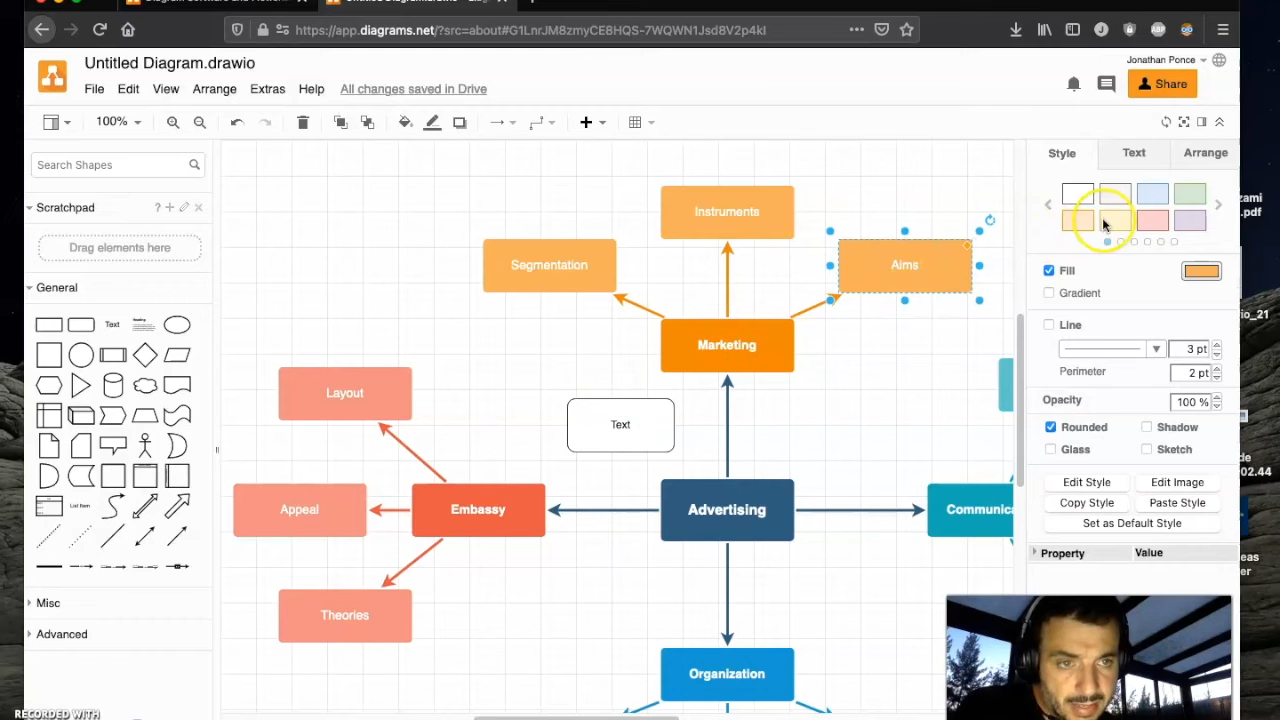 https://app.diagrams.net/?src=about#G1LnrJM8zmyCE8HQS-7WQWN1Jsd8V2p4kl
Untitled Diagram.drawio
Jonathan Ponce
File Edit View Arrange Extras Help All changes saved in Drive
Share
100%
Search Shapes
Style Text Arrange
Scratchpad
Drag elements here
General
Text
Heading
List Item
Misc
Advanced
Instruments
Segmentation
Aims
Marketing
Layout
Text
Appeal
Embassy
Advertising
Communica
Theories
Organization
Fill
Gradient
Line
3 pt
Perimeter
2 pt
Opacity
100 %
Rounded Shadow
Glass Sketch
Edit Style Edit Image
Copy Style Paste Style
Set as Default Style
Property Value
.pdf
RECORDED WITH